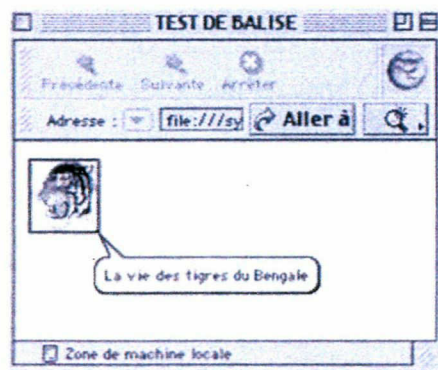 TEST DE BALISE
Précédente Suivante Arrêter
Adresse : file:///sy Aller à
La vie des tigres du Bengale
Zone de machine locale